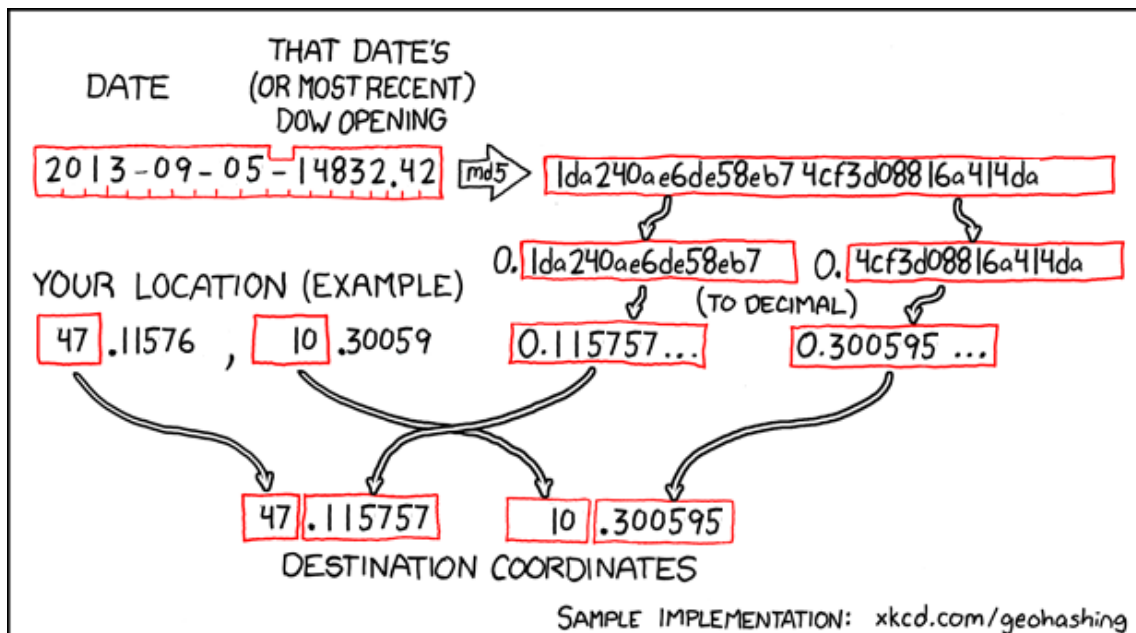 DATE
THAT DATE'S
(OR MOST RECENT)
DOW OPENING
2013-09-05-14832.42
md5
1da240ae6de58eb74cf3d08816a414da
0.1da240ae6de58eb7
0.4cf3d08816a414da
(TO DECIMAL)
YOUR LOCATION (EXAMPLE)
47.11576, 10.30059
0.115757...
0.300595...
47.115757
10.300595
DESTINATION COORDINATES
SAMPLE IMPLEMENTATION: xkcd.com/geohashing